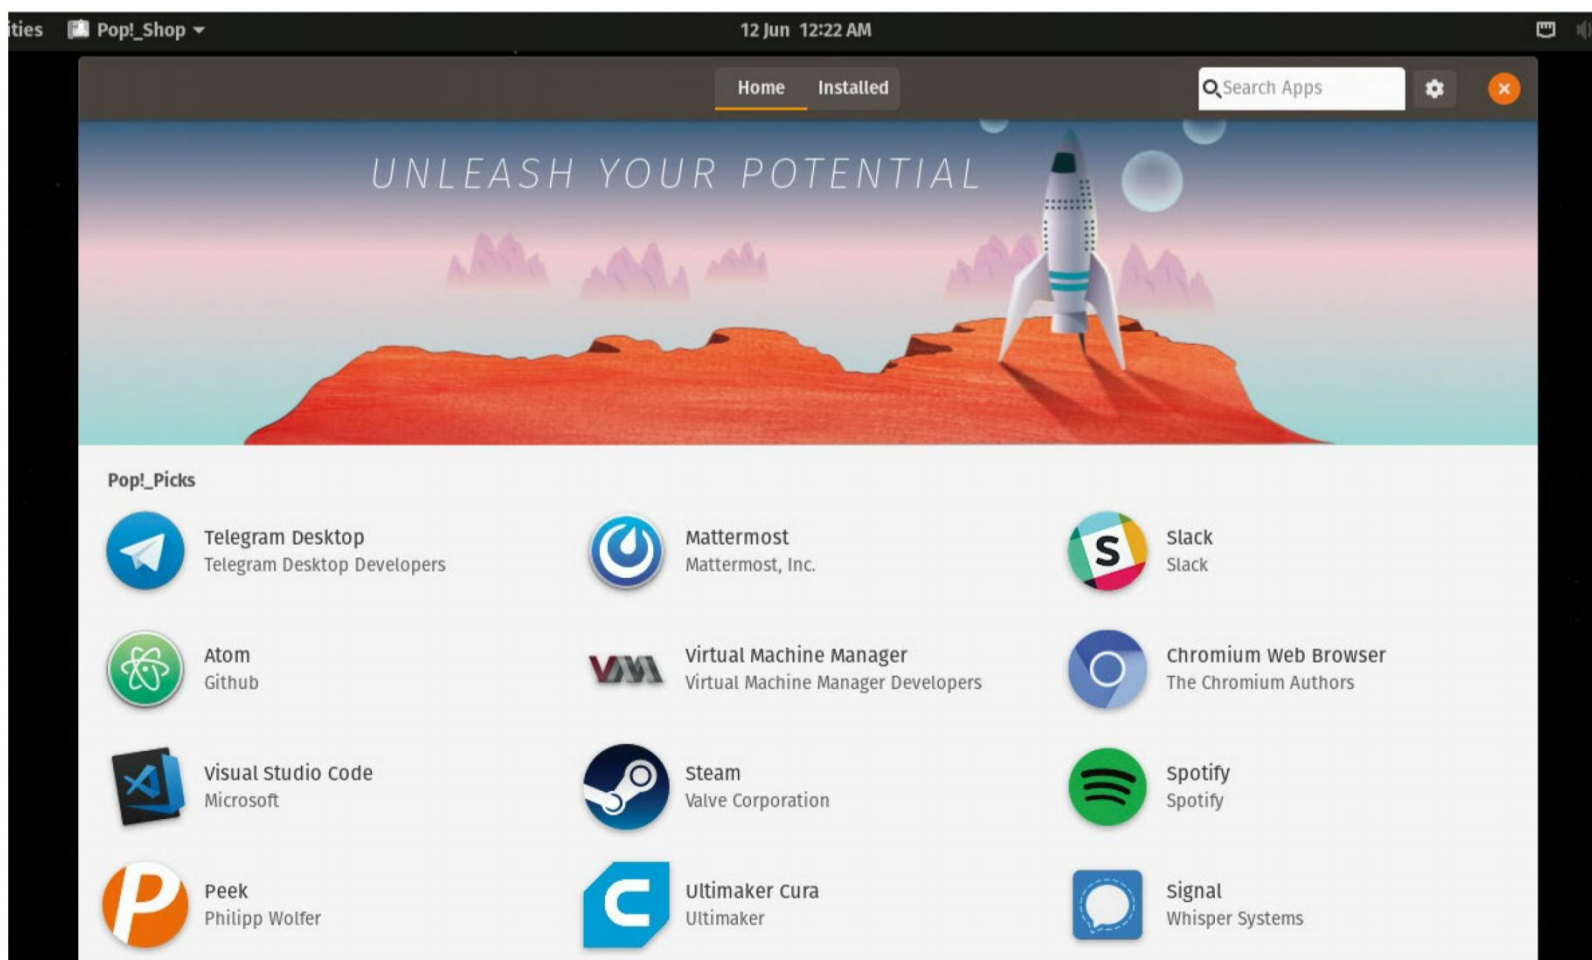 ities Pop!_Shop 12 Jun 12:22 AM
Home Installed Search Apps
UNLEASH YOUR POTENTIAL
Pop!_Picks
Telegram Desktop
Telegram Desktop Developers
Mattermost
Mattermost, Inc.
S
Slack
Slack
Atom
Github
VMM
Virtual Machine Manager
Virtual Machine Manager Developers
Chromium Web Browser
The Chromium Authors
Visual Studio Code
Microsoft
Steam
Valve Corporation
Spotify
Spotify
P
Peek
Philipp Wolfer
C
Ultimaker Cura
Ultimaker
Signal
Whisper Systems